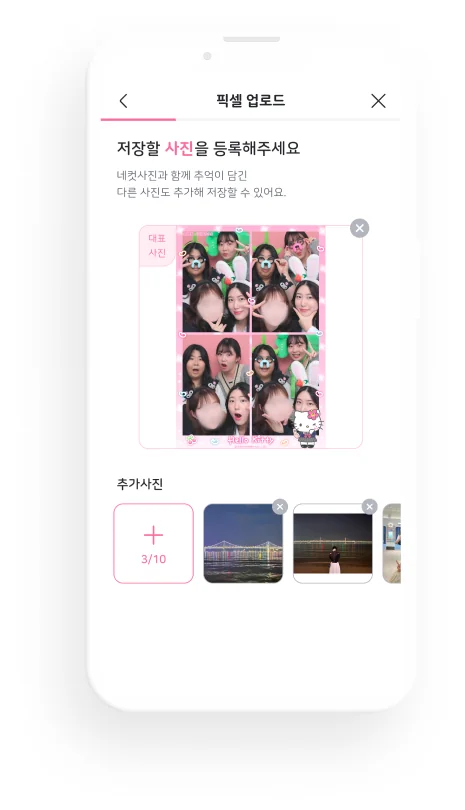 픽셀 업로드
저장할 사진을 등록해주세요
네컷사진과 함께 추억이 담긴
다른 사진도 추가해 저장할 수 있어요.
대표
사진
Hello Kitty
추가사진
3/10